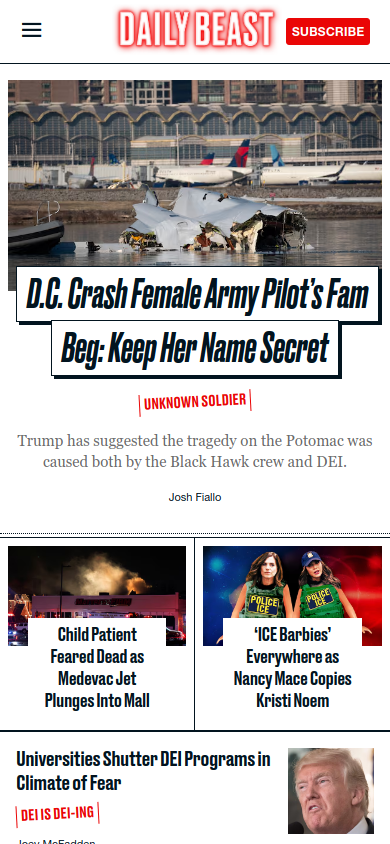 DAILY BEAST
SUBSCRIBE
D.C. Crash Female Army Pilot's Fam
Beg: Keep Her Name Secret
UNKNOWN SOLDIER
Trump has suggested the tragedy on the Potomac was
caused both by the Black Hawk crew and DEI.
Josh Fiallo
POLICE
ICE
POLICE
ICE
Child Patient
Feared Dead as
Medevac Jet
Plunges Into Mall
‘ICE Barbies’
Everywhere as
Nancy Mace Copies
Kristi Noem
Universities Shutter DEI Programs in
Climate of Fear
DEI IS DEI-ING
Joey McFadden